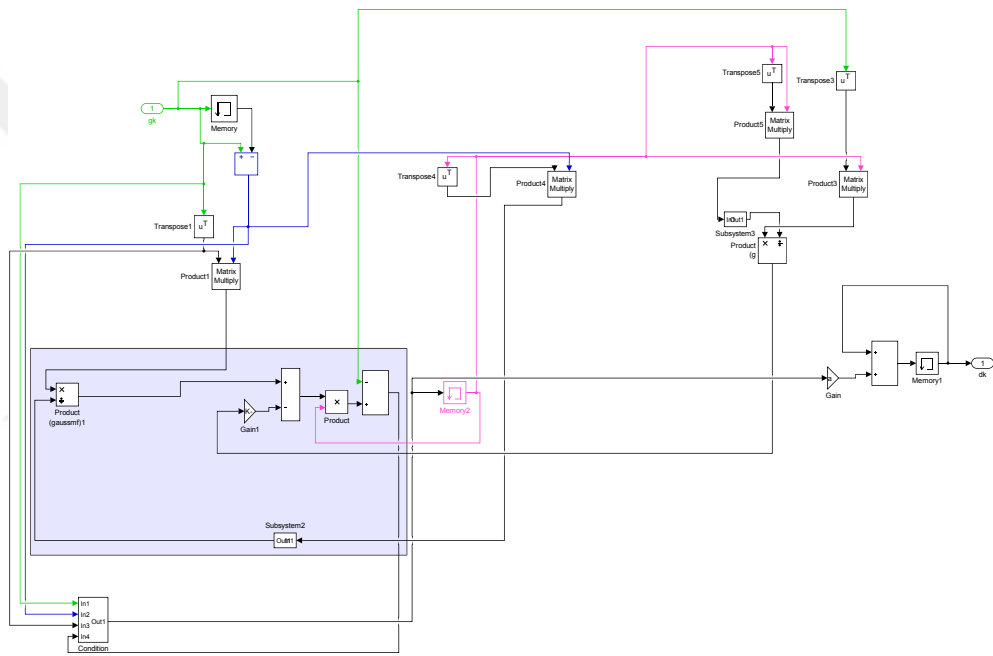 Transpose5
u T
Transpose3
u T
1
gk
Memory
Product5
Matrix
Multiply
+ −
Transpose4
u T
Product4
Matrix
Multiply
Product3
Matrix
Multiply
Transpose1
u T
Out1
Subsystem3
Product
(g
× ÷
Product1
Matrix
Multiply
×
÷
Product
(gaussmf)1
+
−
K
Gain1
×
Product
−
+
Memory2
a
Gain
+
+
Memory1
1
dk
Subsystem2
In1
In2
In3
In4
Out1
Condition